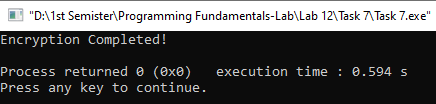 "D:\1st Semister\Programming Fundamentals-Lab\Lab 12\Task 7\Task 7.exe"
Encryption Completed!
Process returned 0 (0x0)   execution time : 0.594 s
Press any key to continue.